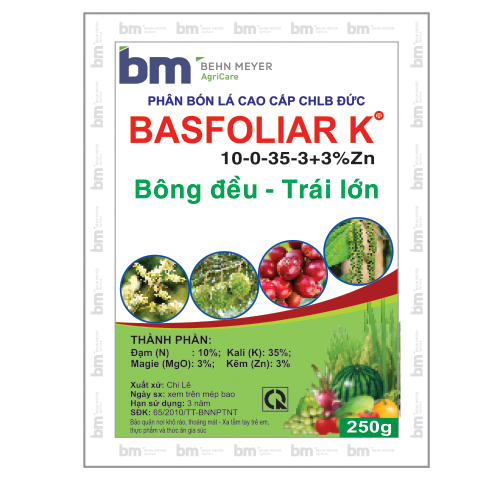 bm BEHN MEYER
AgriCare
PHÂN BÓN LÁ CAO CẤP CHLB ĐỨC
BASFOLIAR K®
10-0-35-3+3%Zn
Bông đều - Trái lớn
THÀNH PHẦN:
Đạm (N) : 10%; Kali (K): 35%;
Magie (MgO): 3%; Kẽm (Zn): 3%
Xuất xứ: Chi Lê
Ngày sx: xem trên mép bao
Hạn sử dụng: 3 năm
SĐK: 65/2010/TT-BNNPTNT
Bảo quản nơi khô ráo, thoáng mát - Xa tầm tay trẻ em,
thực phẩm và thức ăn gia súc
250g